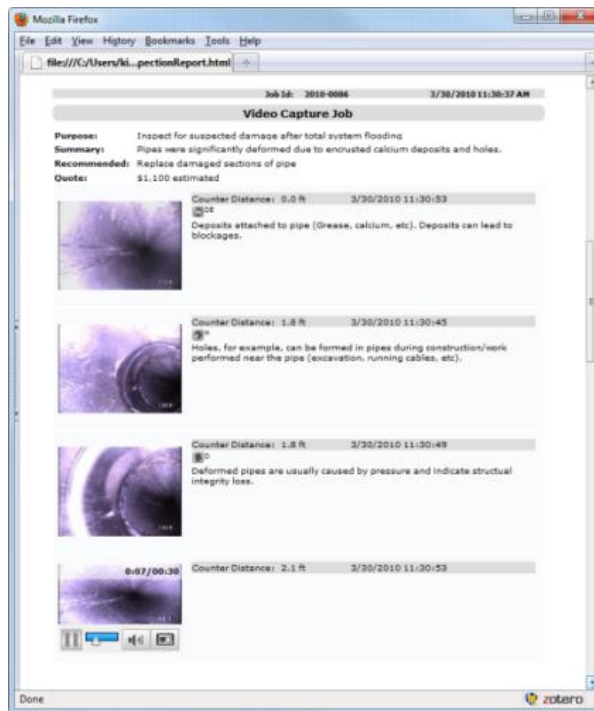 Mozilla Firefox
File Edit View History Bookmarks Tools Help
file:///C:/Users/ki...pectionReport.html
Job Id: 2010-0086 3/30/2010 11:30:37 AM
Video Capture Job
Purpose: Inspect for suspected damage after total system flooding
Summary: Pipes were significantly deformed due to encrusted calcium deposits and holes.
Recommended: Replace damaged sections of pipe
Quote: $1,100 estimated
Counter Distance: 0.0 ft 3/30/2010 11:30:53
DE
Deposits attached to pipe (Grease, calcium, etc). Deposits can lead to
blockages.
Counter Distance: 1.8 ft 3/30/2010 11:30:45
H
Holes, for example, can be formed in pipes during construction/work
performed near the pipe (excavation, running cables, etc).
Counter Distance: 1.8 ft 3/30/2010 11:30:49
D
Deformed pipes are usually caused by pressure and indicate structual
integrity loss.
0:07/00:30
Counter Distance: 2.1 ft 3/30/2010 11:30:53
Done
zotero